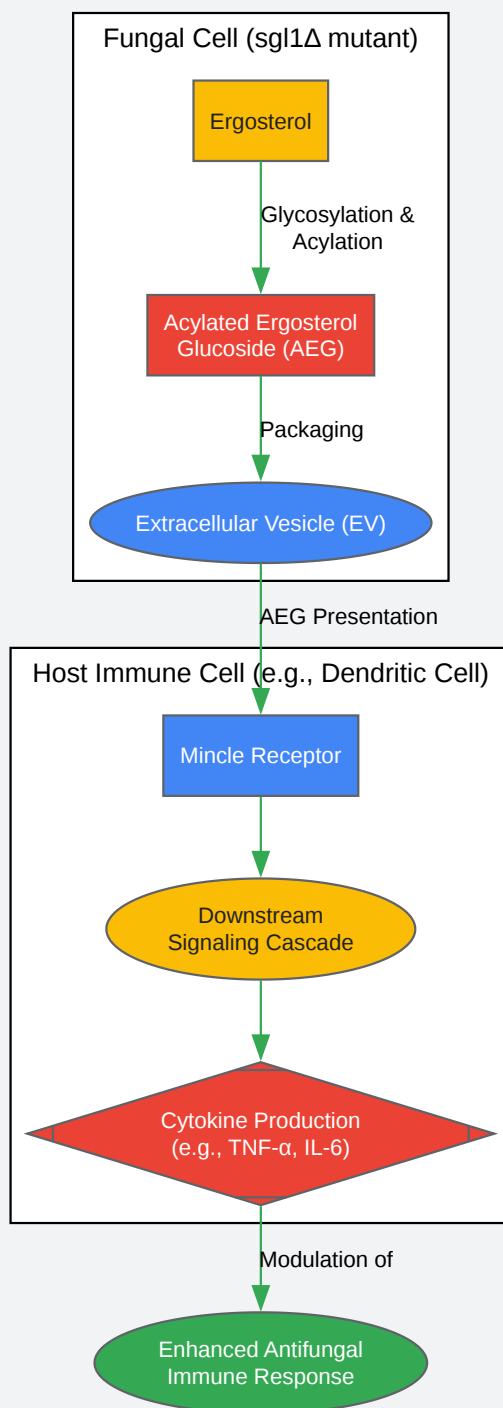 Fungal Cell (sgl1Δ mutant)
Ergosterol
Glycosylation &
Acylation
Acylated Ergosterol
Glucoside (AEG)
Packaging
Extracellular Vesicle (EV)
AEG Presentation
Host Immune Cell (e.g., Dendritic Cell)
Mincle Receptor
Downstream
Signaling Cascade
Cytokine Production
(e.g., TNF-α, IL-6)
Modulation of
Enhanced Antifungal
Immune Response